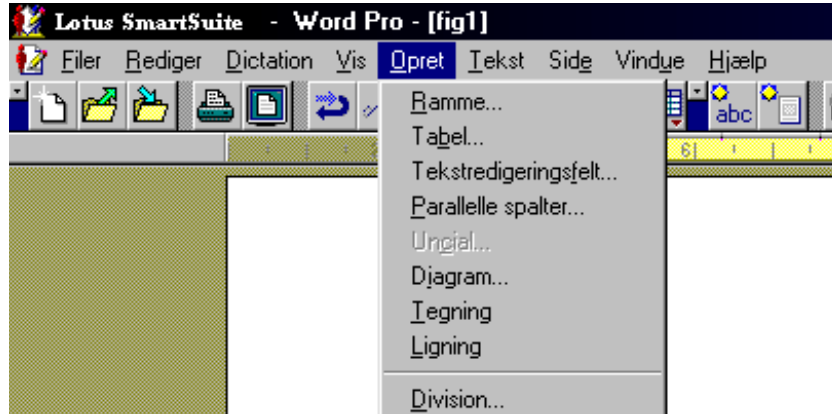 Lotus SmartSuite - Word Pro - [fig1]
Filer Rediger Dictation Vis Opret Tekst Side Vindue Hjælp
abc
6
Ramme...
Tabel...
Tekstredigeringsfelt...
Parallelle spalter...
Uncial...
Diagram...
Tegning
Ligning
Division...